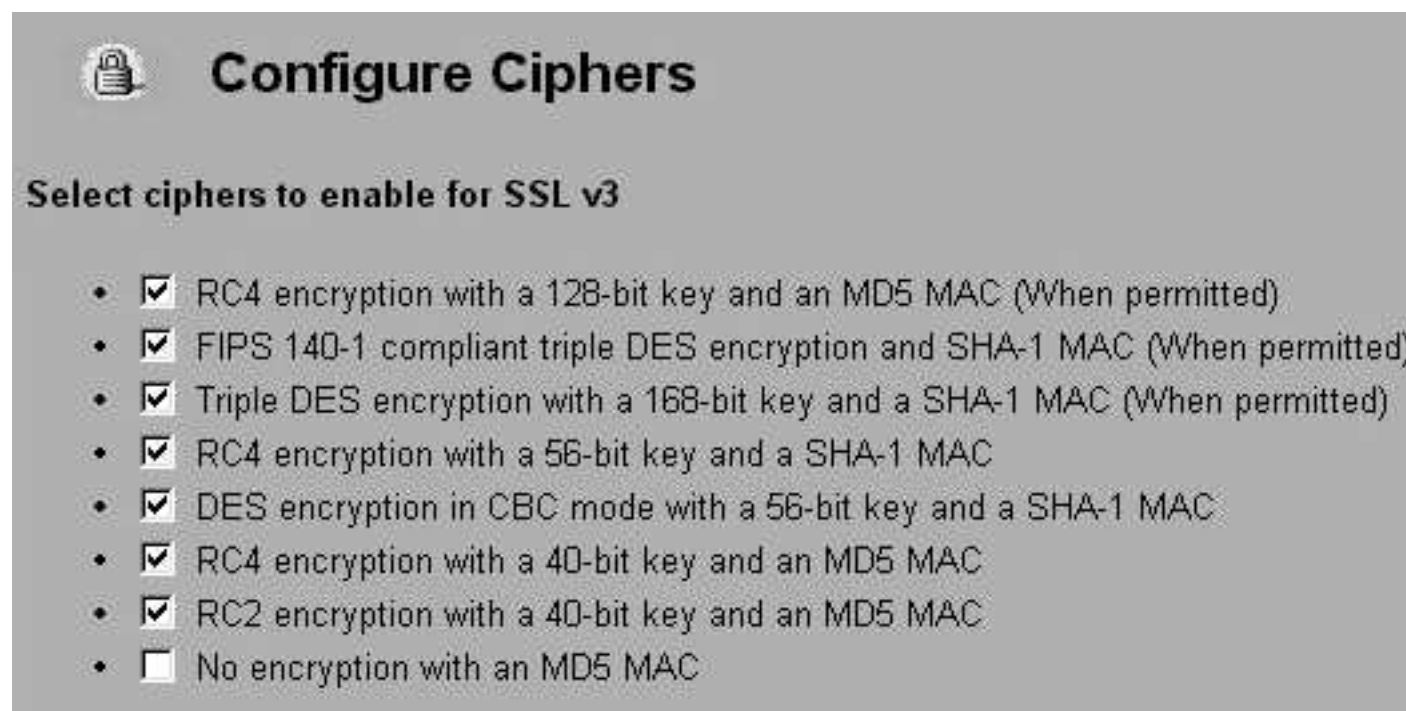 Configure Ciphers
Select ciphers to enable for SSL v3
• RC4 encryption with a 128-bit key and an MD5 MAC (When permitted)
• FIPS 140-1 compliant triple DES encryption and SHA-1 MAC (When permitted)
• Triple DES encryption with a 168-bit key and a SHA-1 MAC (When permitted)
• RC4 encryption with a 56-bit key and a SHA-1 MAC
• DES encryption in CBC mode with a 56-bit key and a SHA-1 MAC
• RC4 encryption with a 40-bit key and an MD5 MAC
• RC2 encryption with a 40-bit key and an MD5 MAC
• No encryption with an MD5 MAC